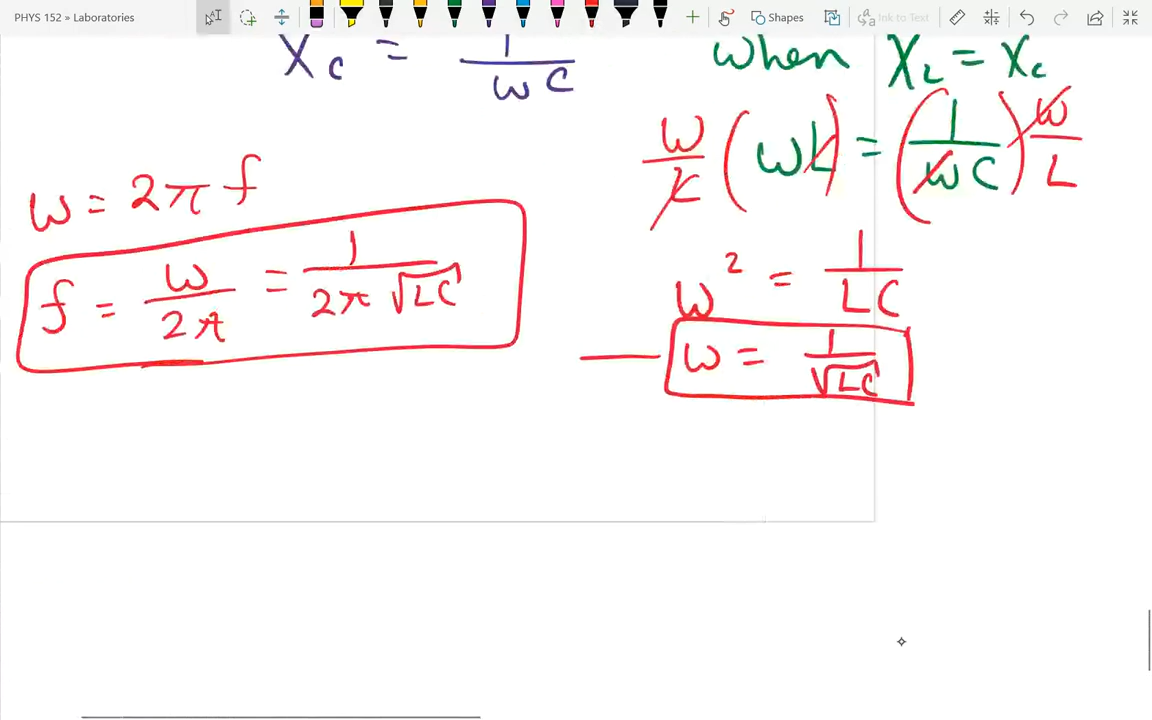 PHYS 152 » Laboratories
Shapes
Ink to Text
X_C = 1/ωC
when X_L = X_C
ω/L (ωL) = (1/ωC) ω/L
ω = 2πf
f = ω/2π = 1/2π√LC
ω² = 1/LC
ω = 1/√LC